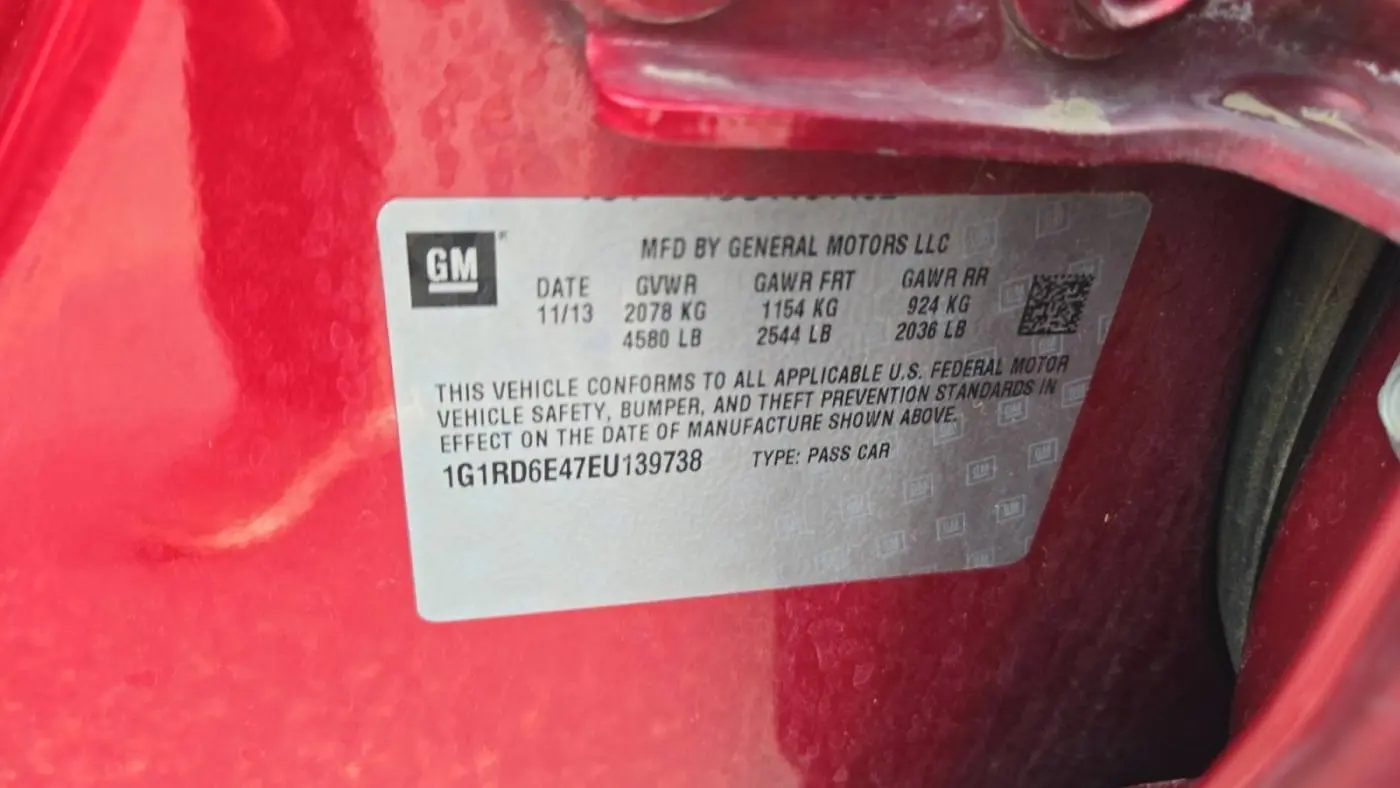 GM
MFD BY GENERAL MOTORS LLC
DATE GVWR GAWR FRT GAWR RR
11/13 2078 KG 1154 KG 924 KG
4580 LB 2544 LB 2036 LB
THIS VEHICLE CONFORMS TO ALL APPLICABLE U.S. FEDERAL MOTOR
VEHICLE SAFETY, BUMPER, AND THEFT PREVENTION STANDARDS IN
EFFECT ON THE DATE OF MANUFACTURE SHOWN ABOVE.
1G1RD6E47EU139738 TYPE: PASS CAR